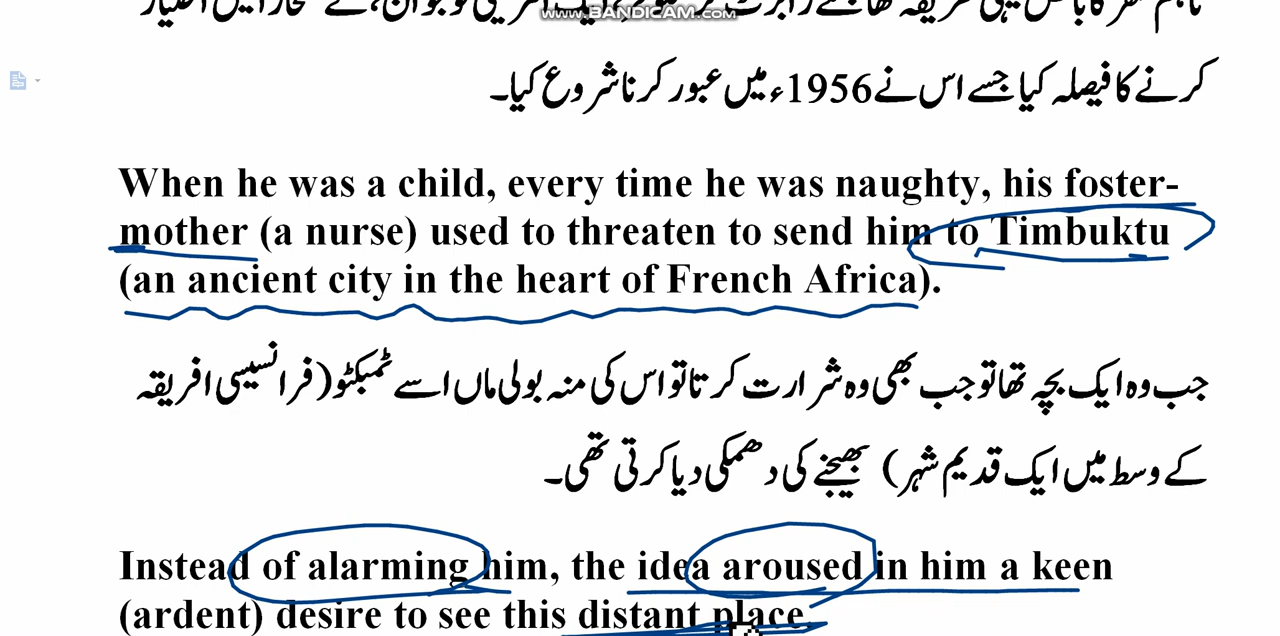 WWW.BANDICAM.COM
کرنے کا فیصلہ کیا جسے اس نے 1956ء میں عبور کرنا شروع کیا۔
When he was a child, every time he was naughty, his foster-
mother (a nurse) used to threaten to send him to Timbuktu
(an ancient city in the heart of French Africa).
جب وہ ایک بچہ تھا تو جب بھی وہ شرارت کرتا تو اس کی منہ بولی ماں اسے ٹمبکٹو (فرانسیسی افریقہ
کے وسط میں ایک قدیم شہر) بھیجنے کی دھمکی دیا کرتی تھی۔
Instead of alarming him, the idea aroused in him a keen
(ardent) desire to see this distant place.